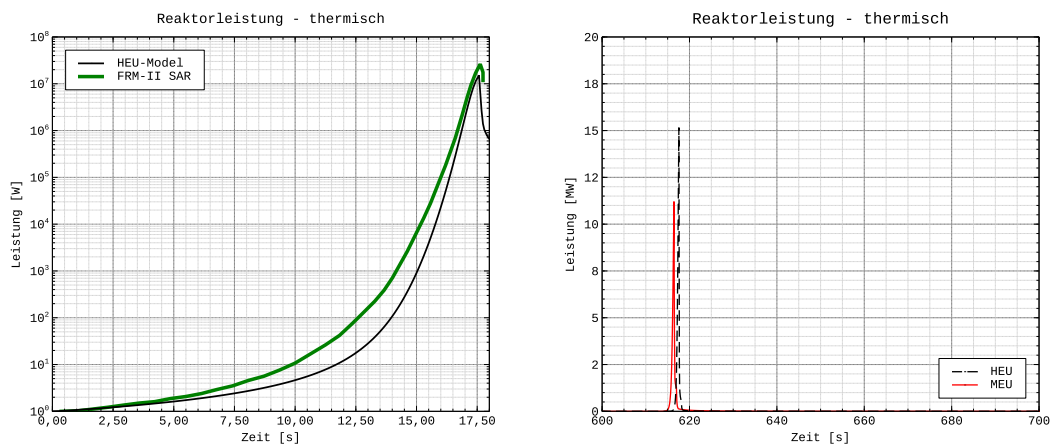 Reaktorleistung - thermisch
10⁸
10⁷
10⁶
10⁵
10⁴
10³
10²
10¹
10⁰
Leistung [W]
HEU-Model
FRM-II SAR
0,00 2,50 5,00 7,50 10,00 12,50 15,00 17,50
Zeit [s]
Reaktorleistung - thermisch
20
18
15
12
10
8
5
2
0
Leistung [MW]
HEU
MEU
600 620 640 660 680 700
Zeit [s]